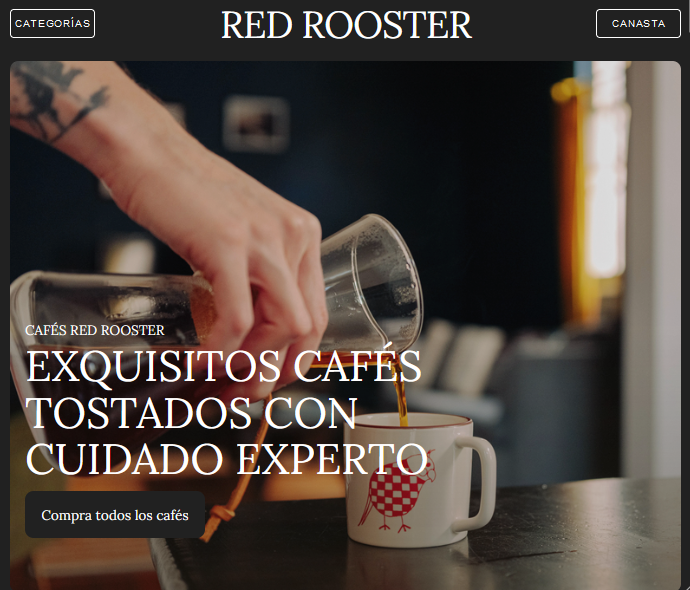 CATEGORÍAS
RED ROOSTER
CANASTA
CAFÉS RED ROOSTER
EXQUISITOS CAFÉS
TOSTADOS CON
CUIDADO EXPERTO
Compra todos los cafés